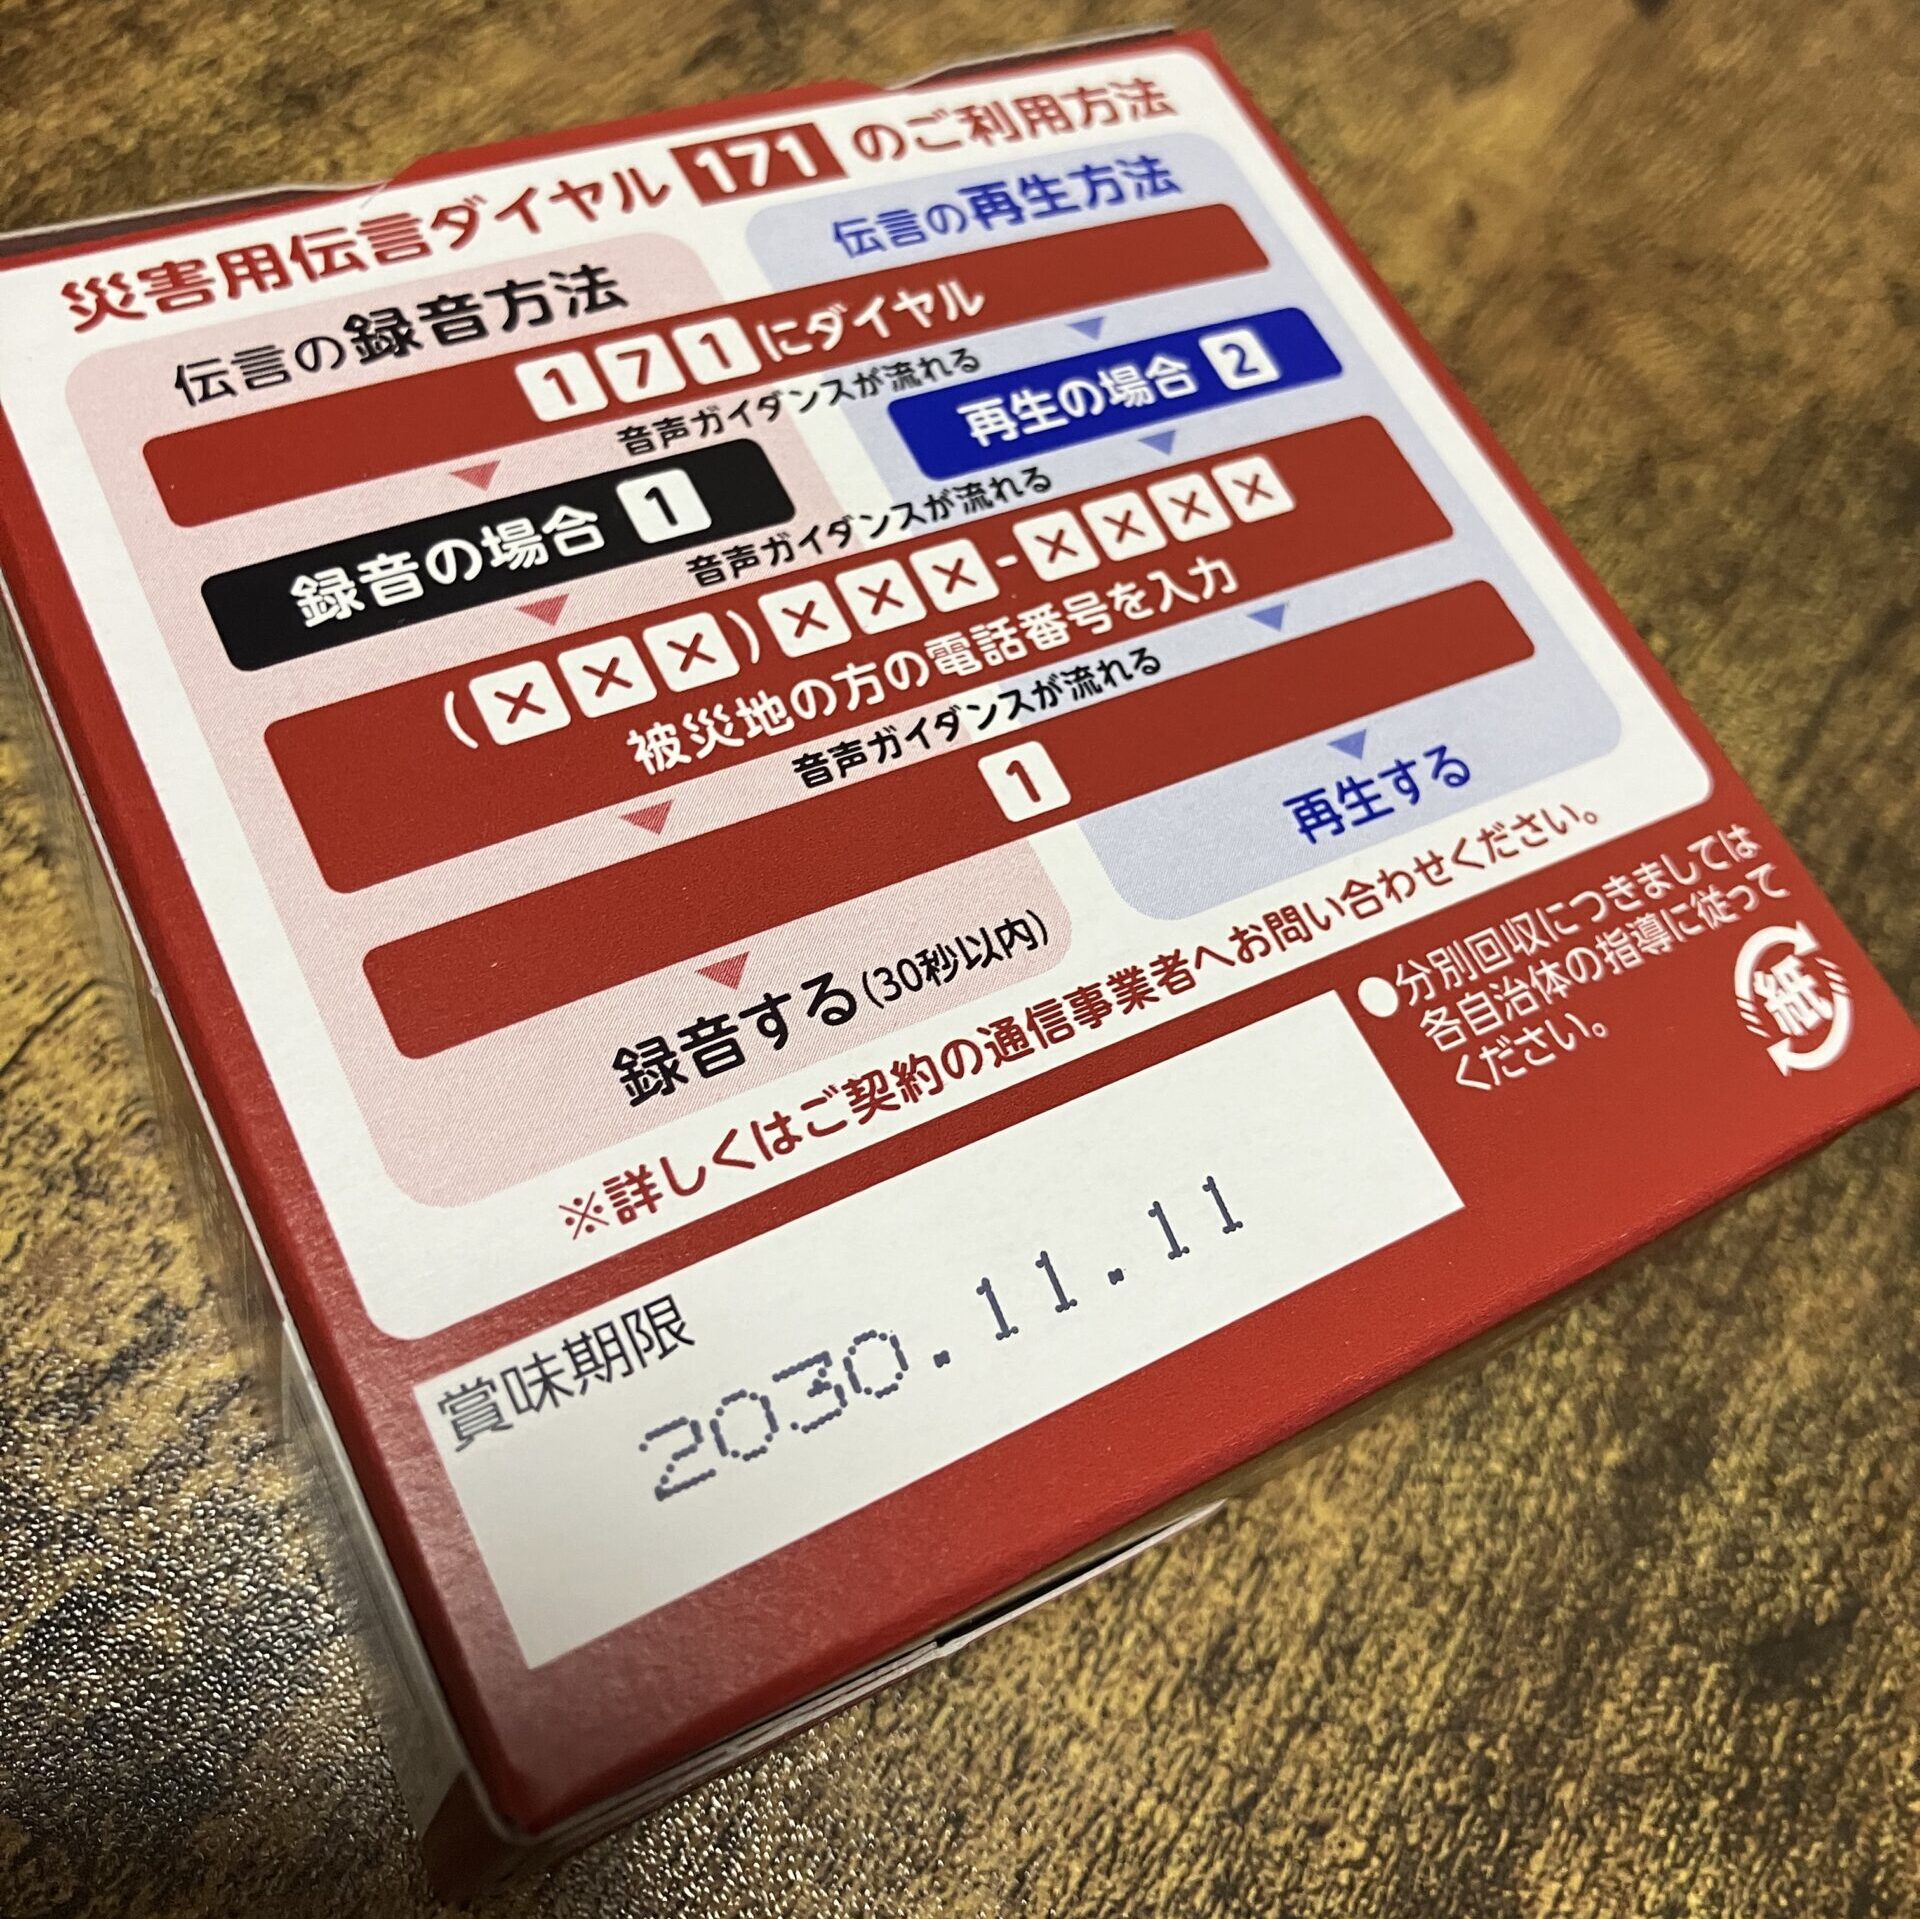 災害用伝言ダイヤル 171 のご利用方法
伝言の録音方法
伝言の再生方法
171にダイヤル
音声ガイダンスが流れる
録音の場合 1
再生の場合 2
音声ガイダンスが流れる
(×××)×××-××××
被災地の方の電話番号を入力
音声ガイダンスが流れる
1
録音する(30秒以内)
再生する
※詳しくはご契約の通信事業者へお問い合わせください。
賞味期限
2030.11.11
●分別回収につきましては
各自治体の指導に従って
ください。
紙